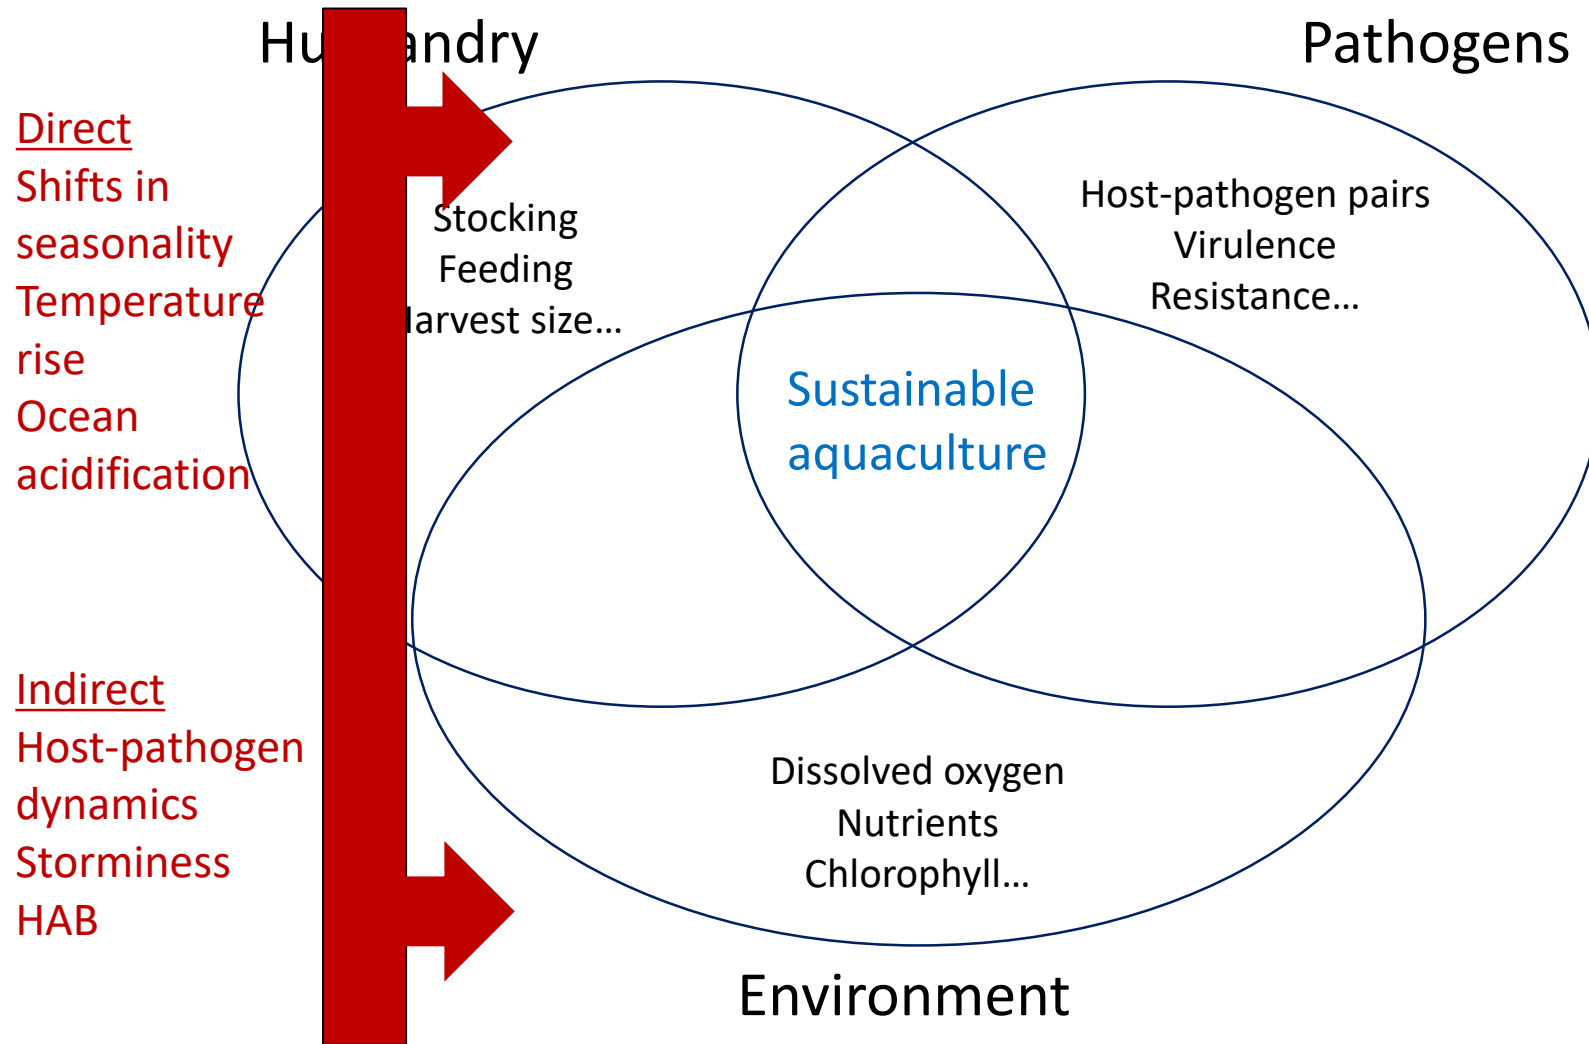 Hu andry
Pathogens
Direct
Shifts in
seasonality
Temperature
rise
Ocean
acidification
Stocking
Feeding
Harvest size…
Host-pathogen pairs
Virulence
Resistance…
Sustainable
aquaculture
Indirect
Host-pathogen
dynamics
Storminess
HAB
Dissolved oxygen
Nutrients
Chlorophyll…
Environment